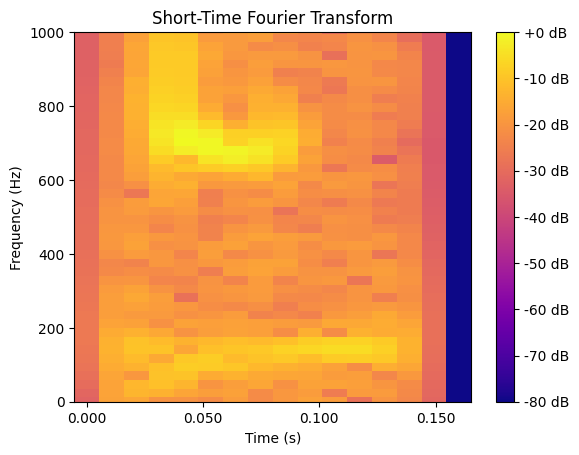 Short-Time Fourier Transform
1000
800
600
400
200
0
Frequency (Hz)
0.000
0.050
0.100
0.150
Time (s)
+0 dB
-10 dB
-20 dB
-30 dB
-40 dB
-50 dB
-60 dB
-70 dB
-80 dB